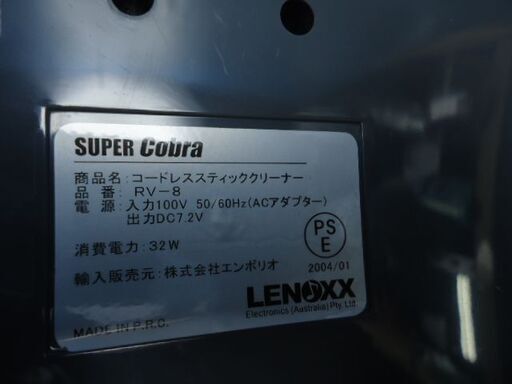 SUPER Cobra
商品名：コードレススティッククリーナー
品　番：　RV－8
電　源：入力100V 50/60Hz（ACアダプター）
出力DC7.2V
消費電力：32W
PS
E
輸入販売元：株式会社エンポリオ
2004/01
LENOXX
Electronics (Australia) Pty. Ltd.
MADE IN P.R.C.